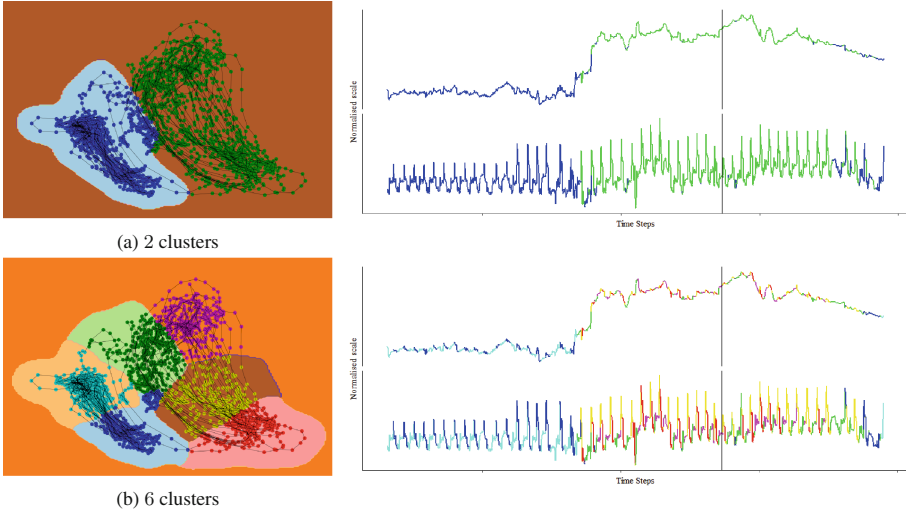 Normalised scale
Time Steps
(a) 2 clusters
Normalised scale
Time Steps
(b) 6 clusters